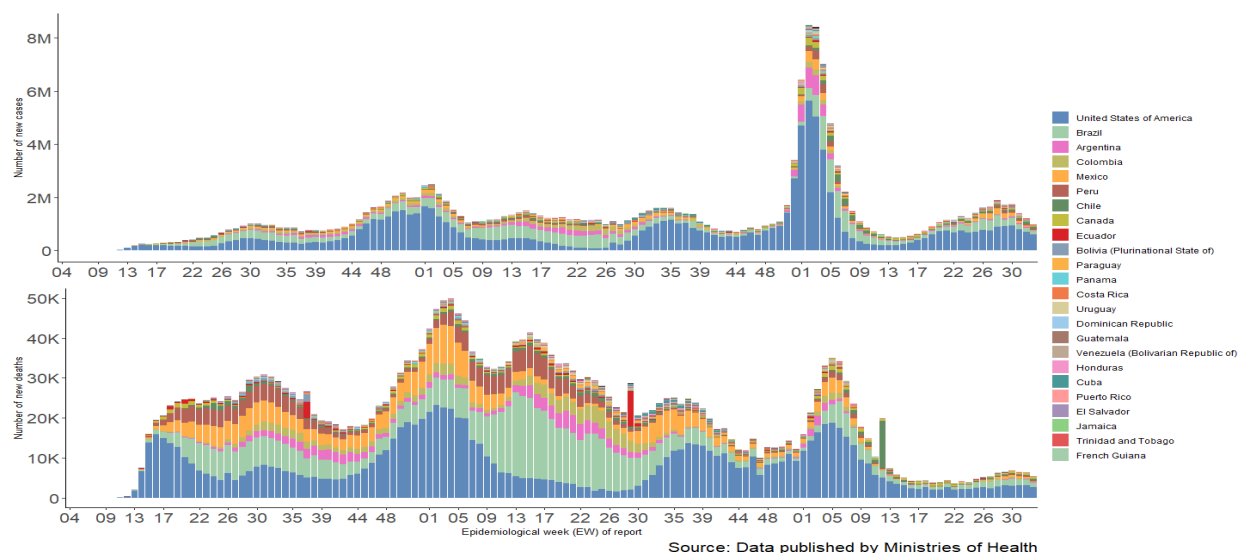 8M
6M
4M
2M
0
Number of new cases
04 09 13 17 22 26 30 35 39 44 48 01 05 09 13 17 22 26 30 35 39 44 48 01 05 09 13 17 22 26 30
50K
40K
30K
20K
10K
0
Number of new deaths
04 09 13 17 22 26 30 35 39 44 48 01 05 09 13 17 22 26 30 35 39 44 48 01 05 09 13 17 22 26 30
Epidemiological week (EW) of report
United States of America
Brazil
Argentina
Colombia
Mexico
Peru
Chile
Canada
Ecuador
Bolivia (Plurinational State of)
Paraguay
Panama
Costa Rica
Uruguay
Dominican Republic
Guatemala
Venezuela (Bolivarian Republic of)
Honduras
Cuba
Puerto Rico
El Salvador
Jamaica
Trinidad and Tobago
French Guiana
Source: Data published by Ministries of Health